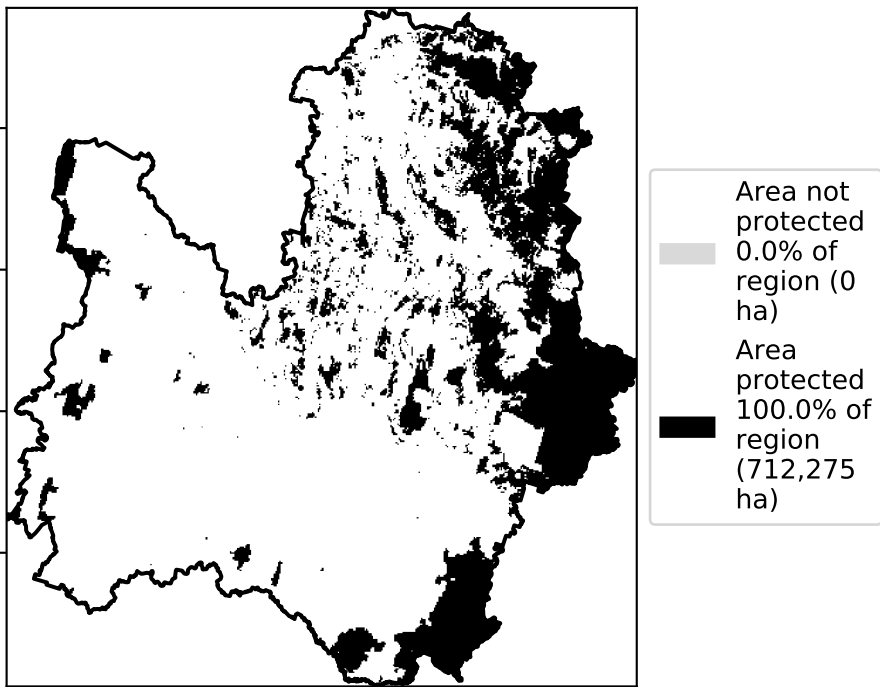 Area not
protected
0.0% of
region (0
ha)
Area
protected
100.0% of
region
(712,275
ha)